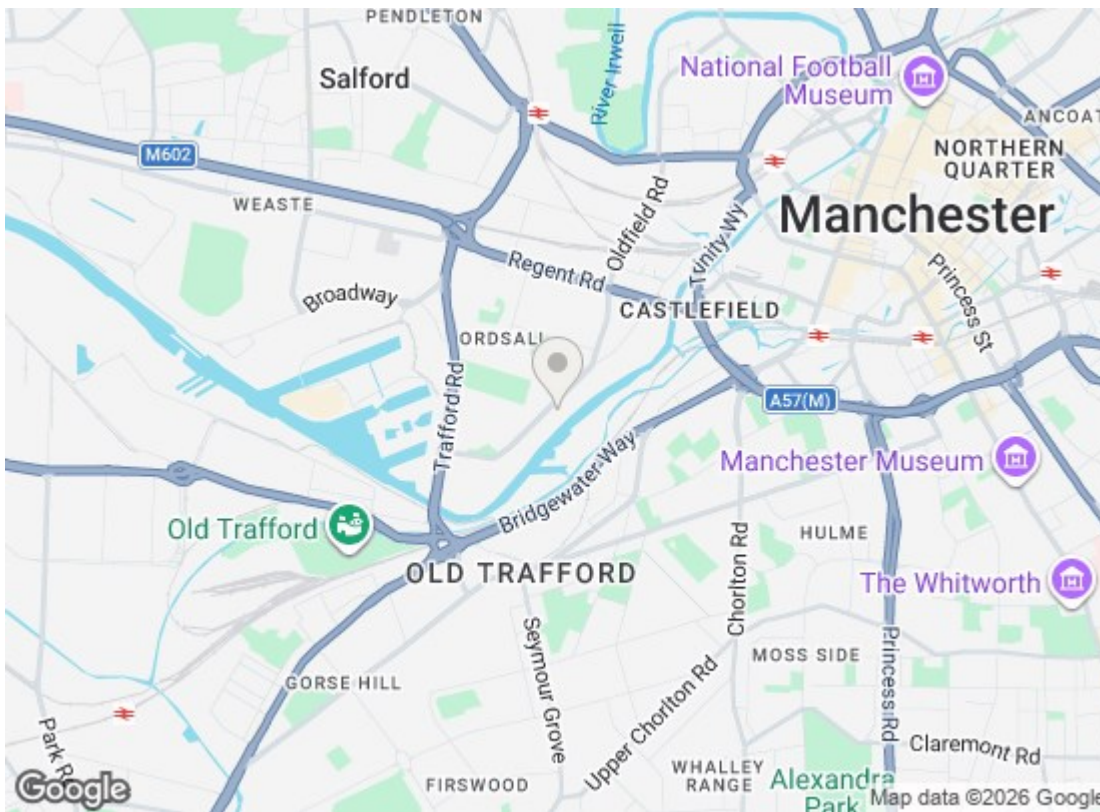 PENDLETON
Salford
River Irwell
National Football
Museum
ANCOAT
NORTHERN
QUARTER
M602
WEASTE
Oldfield Rd
Manchester
Trinity Wy
Regent Rd
Princess St
Broadway
CASTLEFIELD
ORDSALL
Trafford Rd
A57(M)
Bridgewater Way
Manchester Museum
Old Trafford
HULME
OLD TRAFFORD
Chorlton Rd
The Whitworth
Seymour Grove
MOSS SIDE
Princess Rd
GORSE HILL
Upper Chorlton Rd
Park Rd
Claremont Rd
WHALLEY
RANGE
Alexandra
Park
FIRSWOOD
Google
Map data ©2026 Google